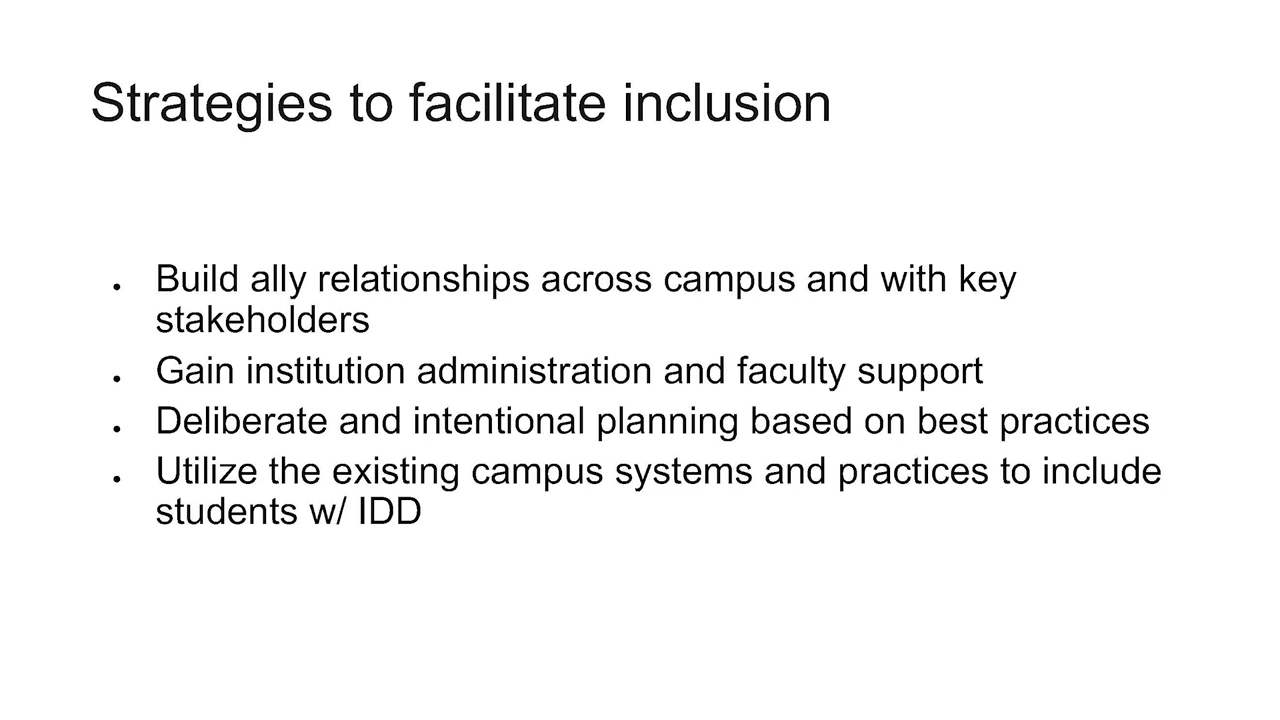 Strategies to facilitate inclusion
• Build ally relationships across campus and with key
stakeholders
• Gain institution administration and faculty support
• Deliberate and intentional planning based on best practices
• Utilize the existing campus systems and practices to include
students w/ IDD